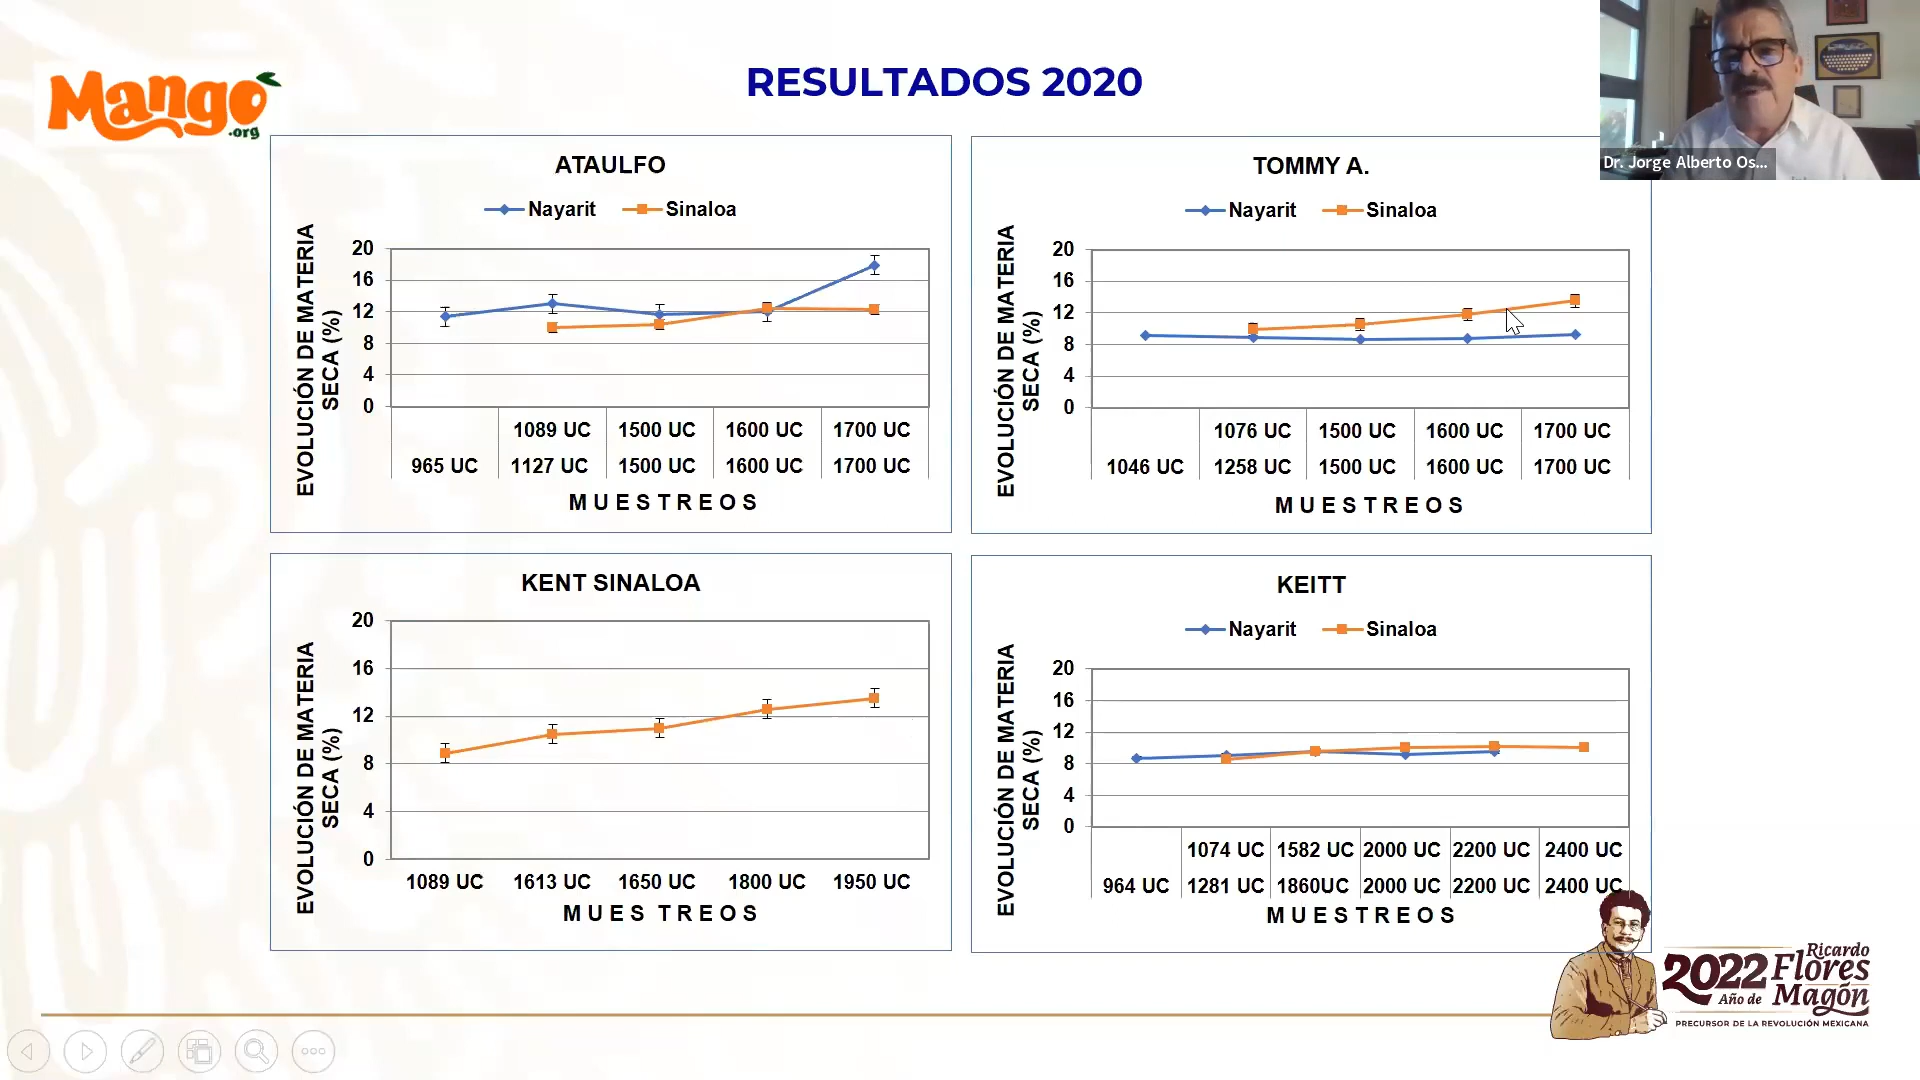 Mango
.org
RESULTADOS 2020
Dr. Jorge Alberto Os...
ATAULFO
Nayarit Sinaloa
EVOLUCIÓN DE MATERIA
SECA (%)
20
16
12
8
4
0
1089 UC 1500 UC 1600 UC 1700 UC
965 UC 1127 UC 1500 UC 1600 UC 1700 UC
M U E S T R E O S
TOMMY A.
Nayarit Sinaloa
EVOLUCIÓN DE MATERIA
SECA (%)
20
16
12
8
4
0
1076 UC 1500 UC 1600 UC 1700 UC
1046 UC 1258 UC 1500 UC 1600 UC 1700 UC
M U E S T R E O S
KENT SINALOA
EVOLUCIÓN DE MATERIA
SECA (%)
20
16
12
8
4
0
1089 UC 1613 UC 1650 UC 1800 UC 1950 UC
M U E S T R E O S
KEITT
Nayarit Sinaloa
EVOLUCIÓN DE MATERIA
SECA (%)
20
16
12
8
4
0
1074 UC 1582 UC 2000 UC 2200 UC 2400 UC
964 UC 1281 UC 1860UC 2000 UC 2200 UC 2400 UC
M U E S T R E O S
2022 Ricardo
Flores
Año de Magón
PRECURSOR DE LA REVOLUCIÓN MEXICANA